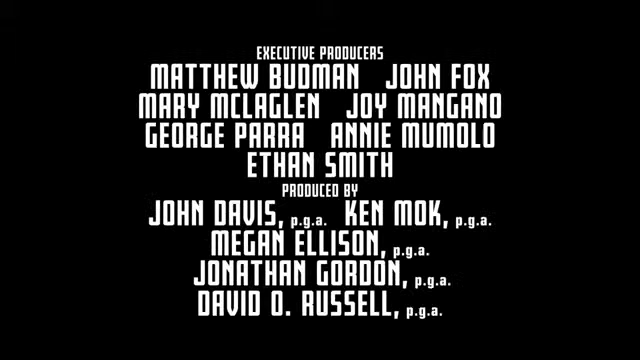 EXECUTIVE PRODUCERS
MATTHEW BUDMAN JOHN FOX
MARY MCLAGLEN JOY MANGANO
GEORGE PARRA ANNIE MUMOLO
ETHAN SMITH
PRODUCED BY
JOHN DAVIS, p.g.a. KEN MOK, p.g.a.
MEGAN ELLISON, p.g.a.
JONATHAN GORDON, p.g.a.
DAVID O. RUSSELL, p.g.a.